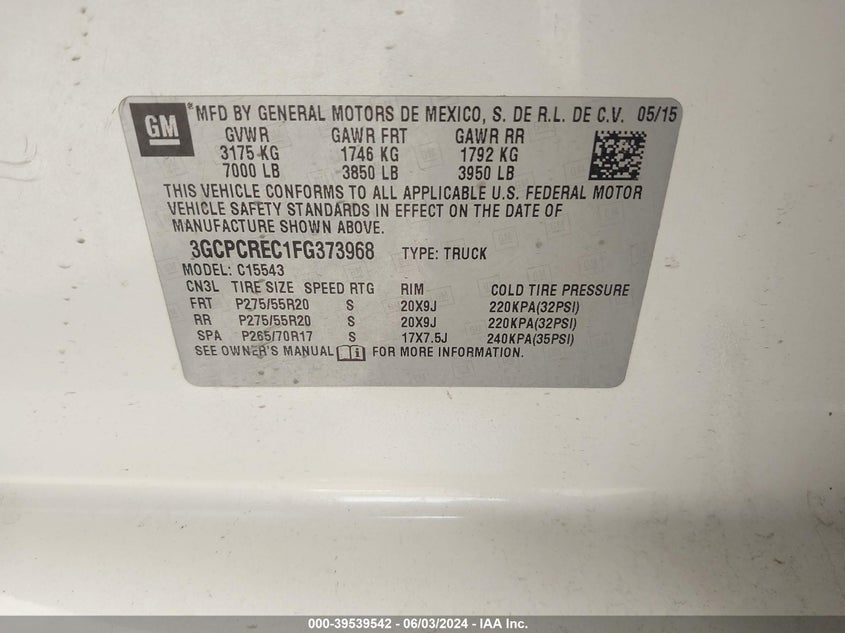 GM ® MFD BY GENERAL MOTORS DE MEXICO, S. DE R.L. DE C.V. 05/15
GVWR GAWR FRT GAWR RR
3175 KG 1746 KG 1792 KG
7000 LB 3850 LB 3950 LB
THIS VEHICLE CONFORMS TO ALL APPLICABLE U.S. FEDERAL MOTOR
VEHICLE SAFETY STANDARDS IN EFFECT ON THE DATE OF
MANUFACTURE SHOWN ABOVE.
3GCPCREC1FG373968 TYPE: TRUCK
MODEL: C15543
CN3L TIRE SIZE SPEED RTG RIM COLD TIRE PRESSURE
FRT P275/55R20 S 20X9J 220KPA(32PSI)
RR P275/55R20 S 20X9J 220KPA(32PSI)
SPA P265/70R17 S 17X7.5J 240KPA(35PSI)
SEE OWNER'S MANUAL i FOR MORE INFORMATION.
000-39539542 - 06/03/2024 - IAA Inc.